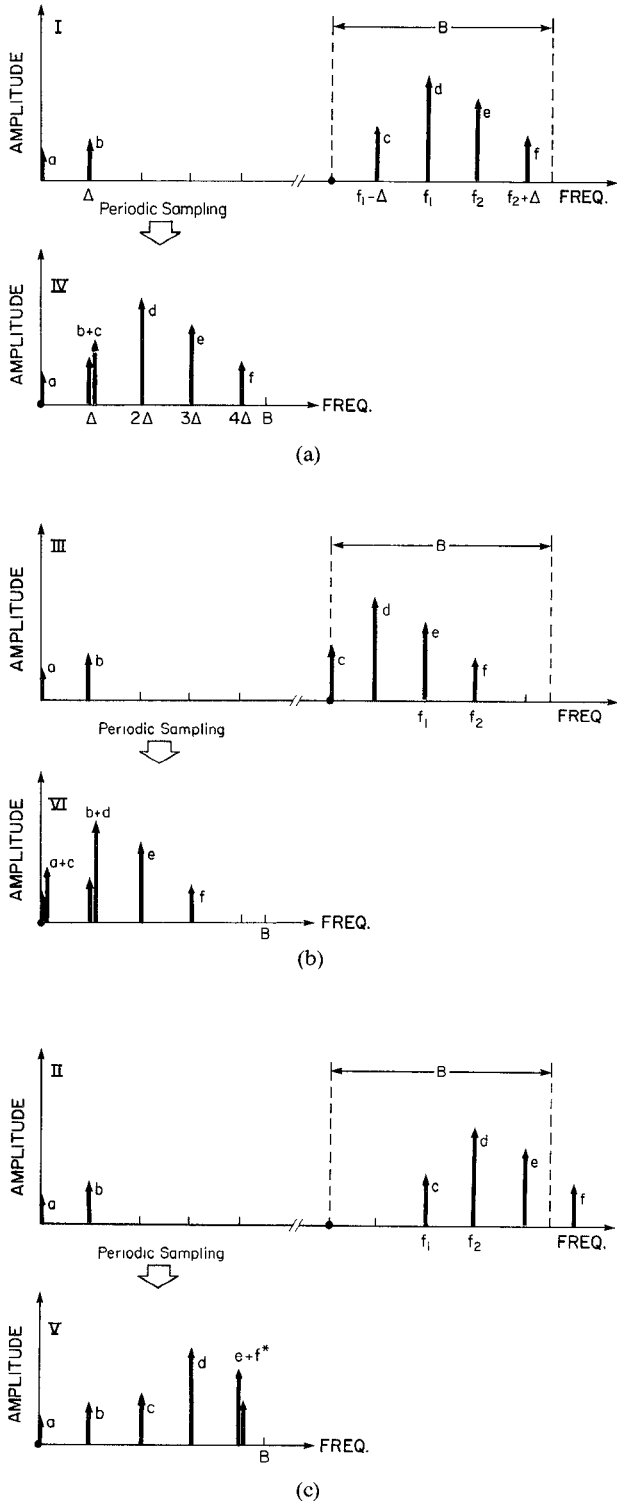 I
B
AMPLITUDE
a
b
c
d
e
f
Δ
f₁-Δ
f₁
f₂
f₂+Δ
FREQ.
Periodic Sampling
IV
AMPLITUDE
a
b+c
d
e
f
Δ
2Δ
3Δ
4Δ
B
FREQ.
(a)
III
B
AMPLITUDE
a
b
c
d
e
f
f₁
f₂
FREQ
Periodic Sampling
VI
AMPLITUDE
a+c
b+d
e
f
B
FREQ.
(b)
II
B
AMPLITUDE
a
b
c
d
e
f
f₁
f₂
FREQ.
Periodic Sampling
V
AMPLITUDE
a
b
c
d
e+f*
B
FREQ.
(c)